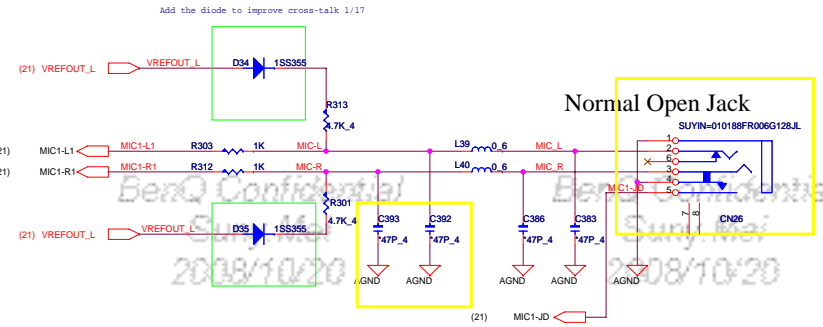 Add the diode to improve cross-talk 1/17
(21) VREFOUT_L VREFOUT_L D34 1SS355
R313
4.7K_4
Normal Open Jack
SUYIN=010188FR006G128JL
21) MIC1-L1 MIC1-L1 R303 1K MIC-L L39 0_6 MIC_L
21) MIC1-R1 MIC1-R1 R312 1K MIC-R L40 0_6 MIC_R
1
2
6
3
4
5
MIC1-JD
7
8
CN26
BenQ Confidential
Suny.Mei
2008/10/20
BenQ Confidential
Suny.Mei
2008/10/20
R301
4.7K_4
(21) VREFOUT_L VREFOUT_L D35 1SS355
C393 C392 C386 C383
*47P_4 *47P_4 *47P_4 *47P_4
AGND AGND AGND AGND AGND
(21) MIC1-JD